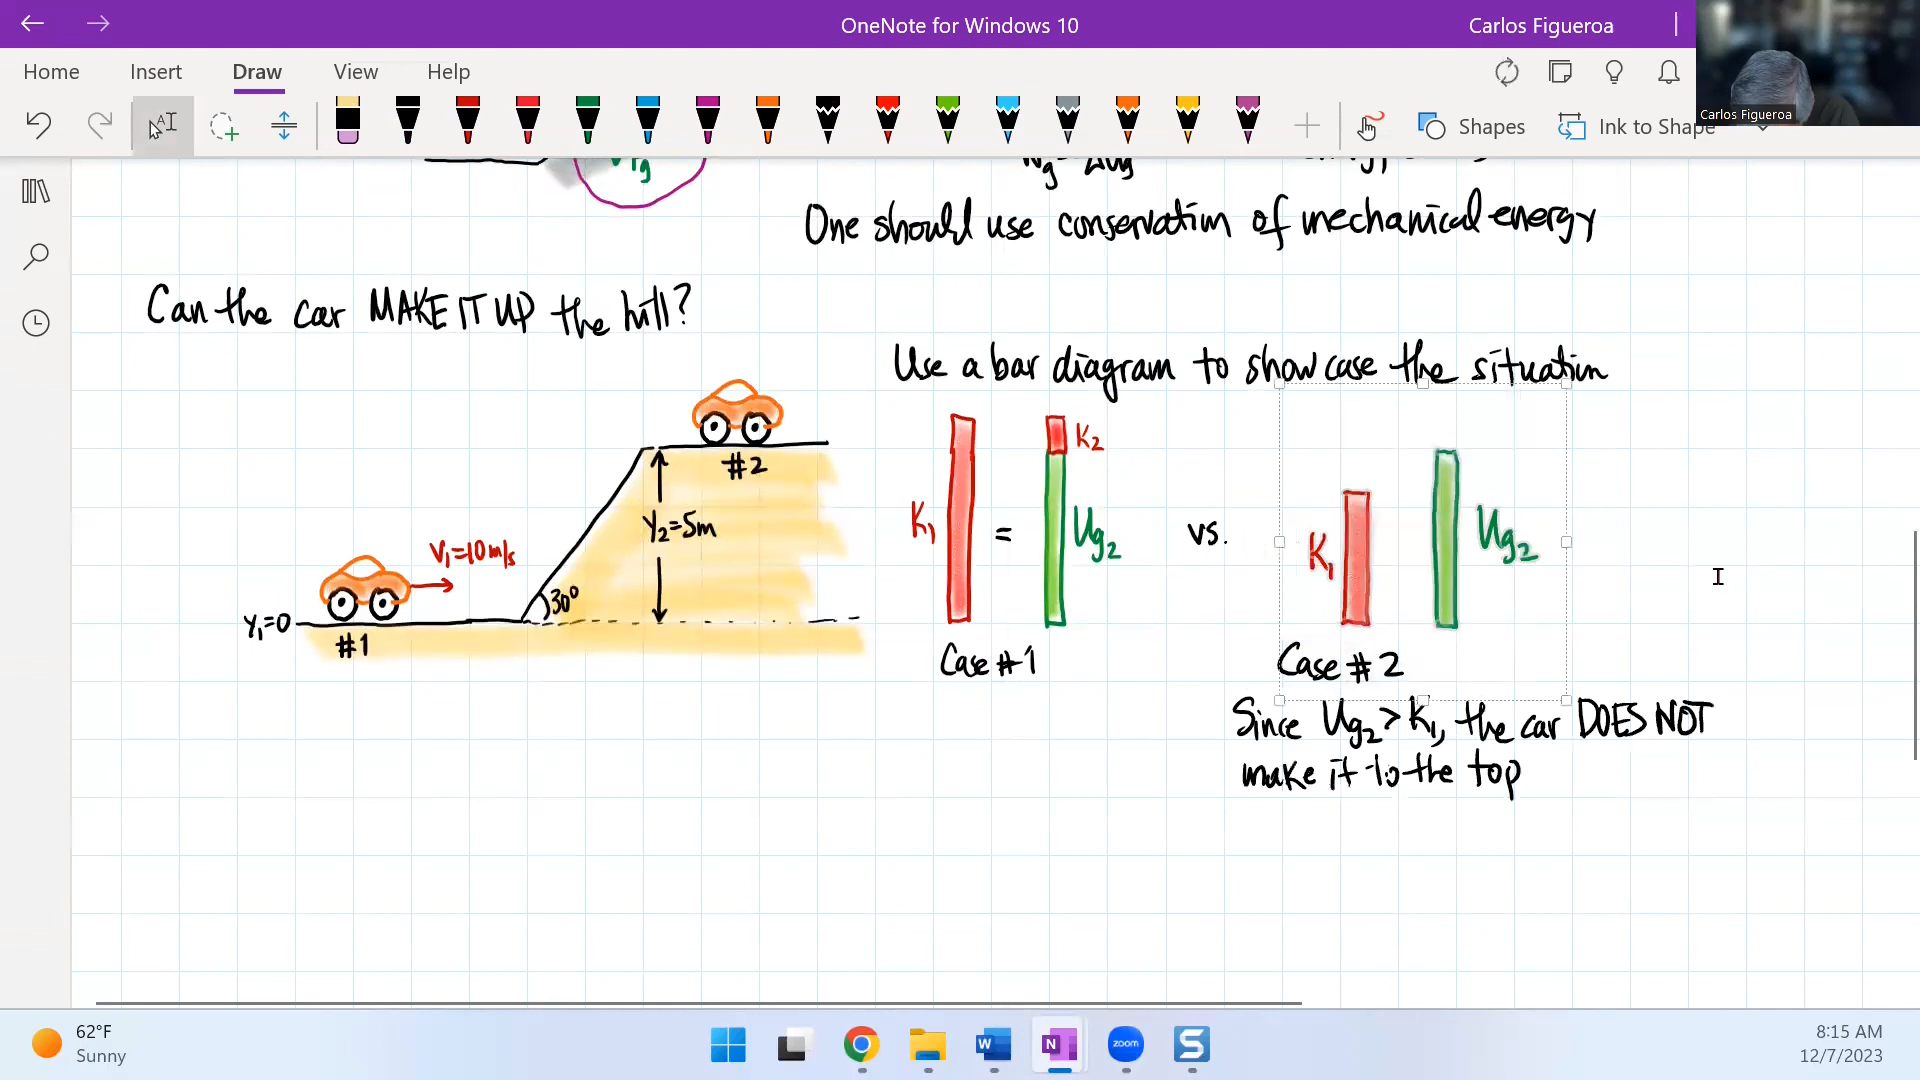 OneNote for Windows 10
Carlos Figueroa
Home Insert Draw View Help
Carlos Figueroa
Shapes
Ink to Shape
One should use conservation of mechanical energy
Can the car MAKE IT UP the hill?
Use a bar diagram to showcase the situation
#2
K₂
Y₂=5m
K₁
=
Ug₂
vs.
K₁
Ug₂
V₁=10m/s
30°
Y₁=0
#1
Case #1
Case #2
Since Ug₂>K₁, the car DOES NOT
make it to the top
62°F
Sunny
zoom
8:15 AM
12/7/2023